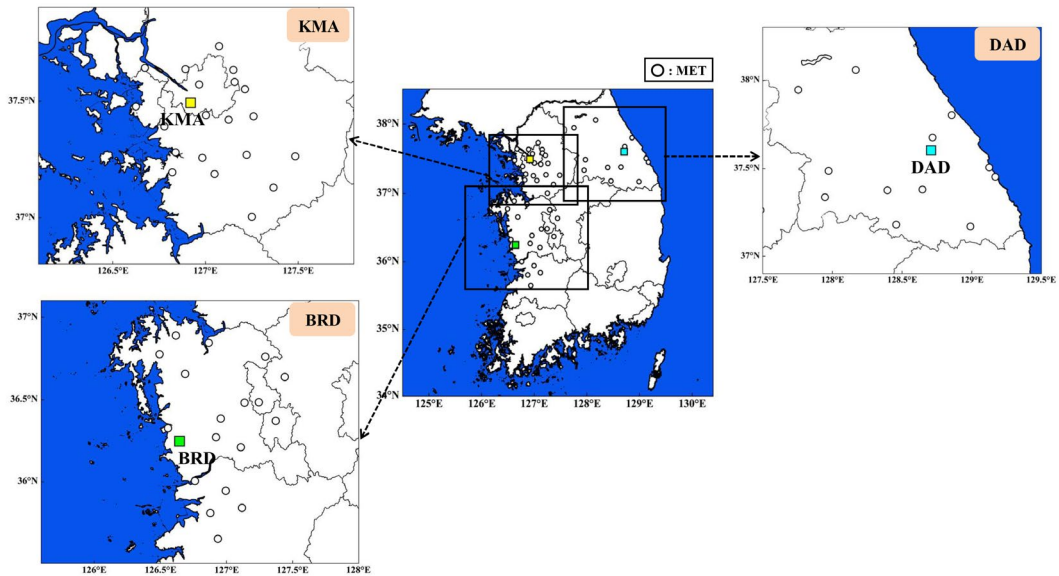 KMA
37.5°N
37°N
126.5°E
127°E
127.5°E
KMA
: MET
38°N
37°N
36°N
35°N
34°N
125°E
126°E
127°E
128°E
129°E
130°E
DAD
38°N
37.5°N
37°N
127.5°E
128°E
128.5°E
129°E
129.5°E
DAD
BRD
37°N
36.5°N
36°N
126°E
126.5°E
127°E
127.5°E
128°E
BRD